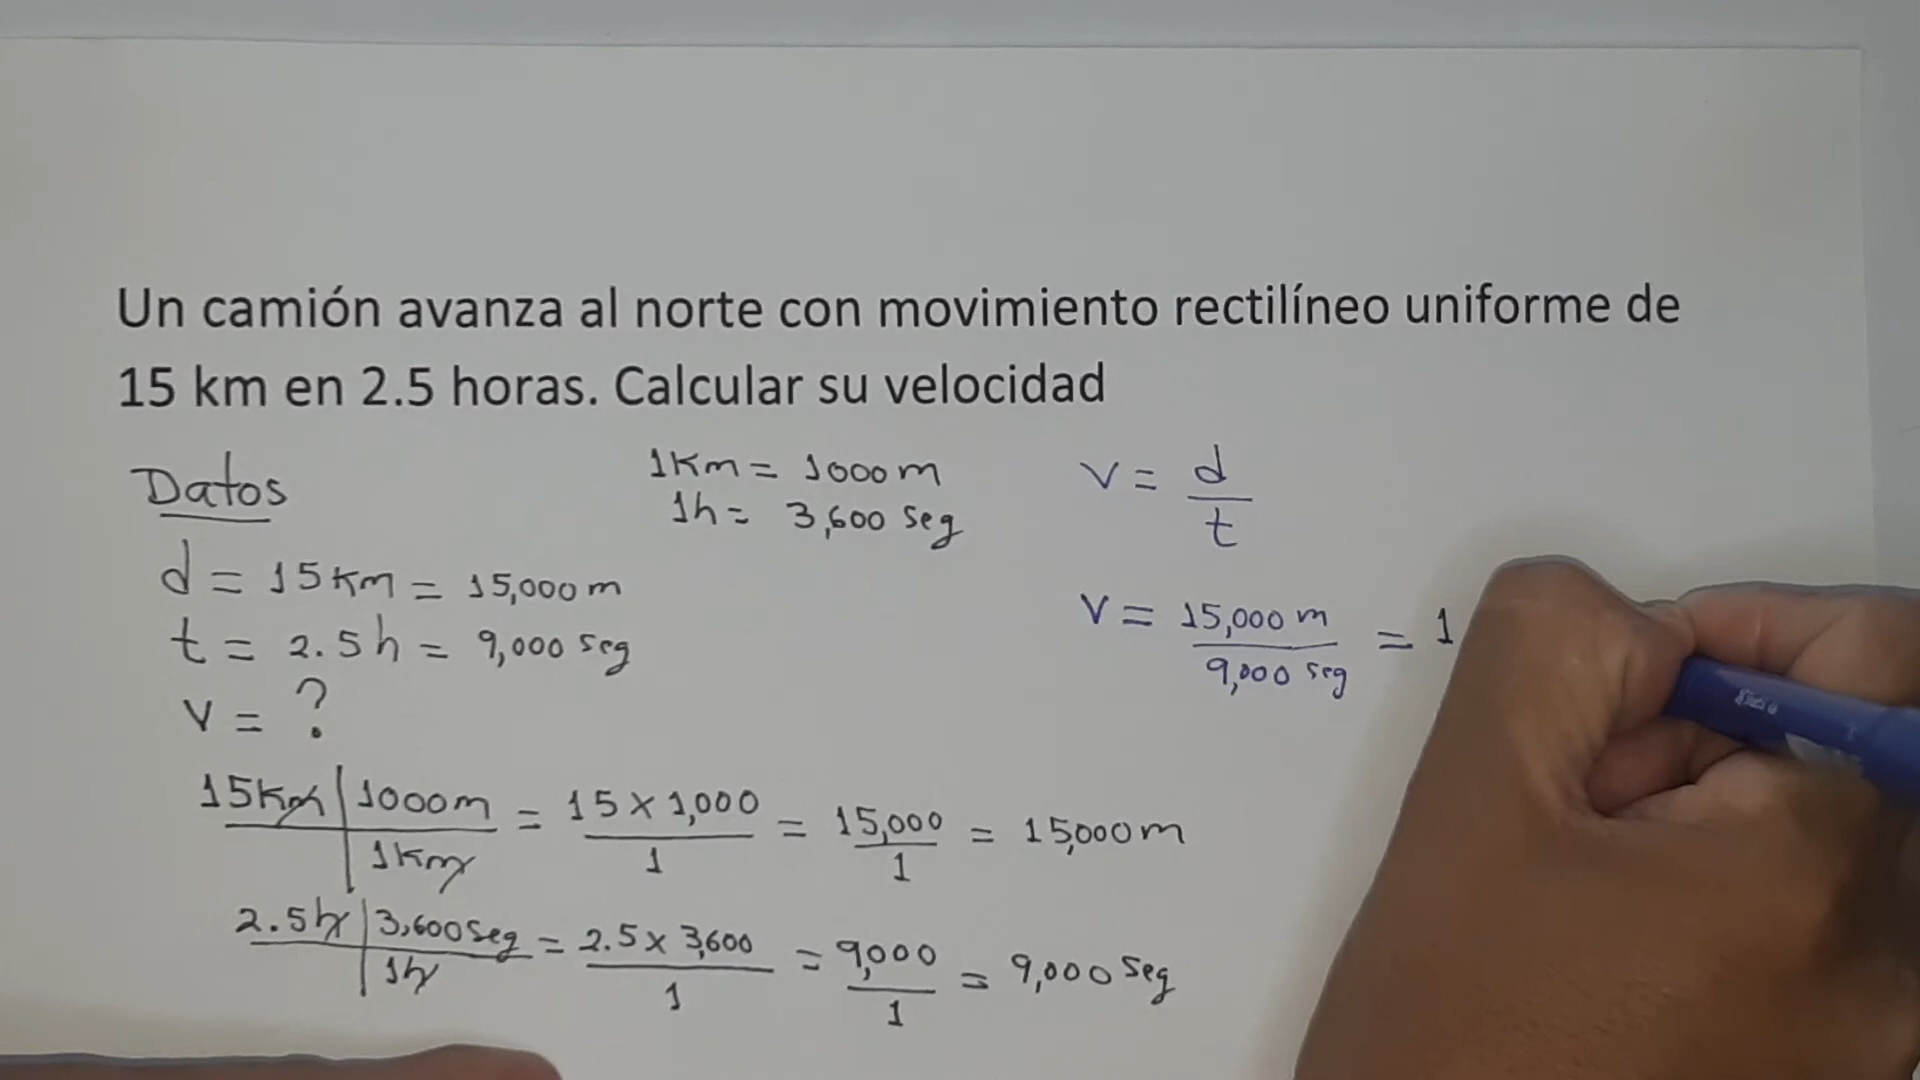 Un camión avanza al norte con movimiento rectilíneo uniforme de
15 km en 2.5 horas. Calcular su velocidad
Datos
d = 15 Km = 15,000 m
t = 2.5 h = 9,000 seg
v = ?
1Km = 1000 m
1h = 3,600 seg
v = d / t
v = 15,000 m / 9,000 seg = 1
15Km | 1000m / 1Km = 15 x 1,000 / 1 = 15,000 / 1 = 15,000 m
2.5h | 3,600 seg / 1h = 2.5 x 3,600 / 1 = 9,000 / 1 = 9,000 seg